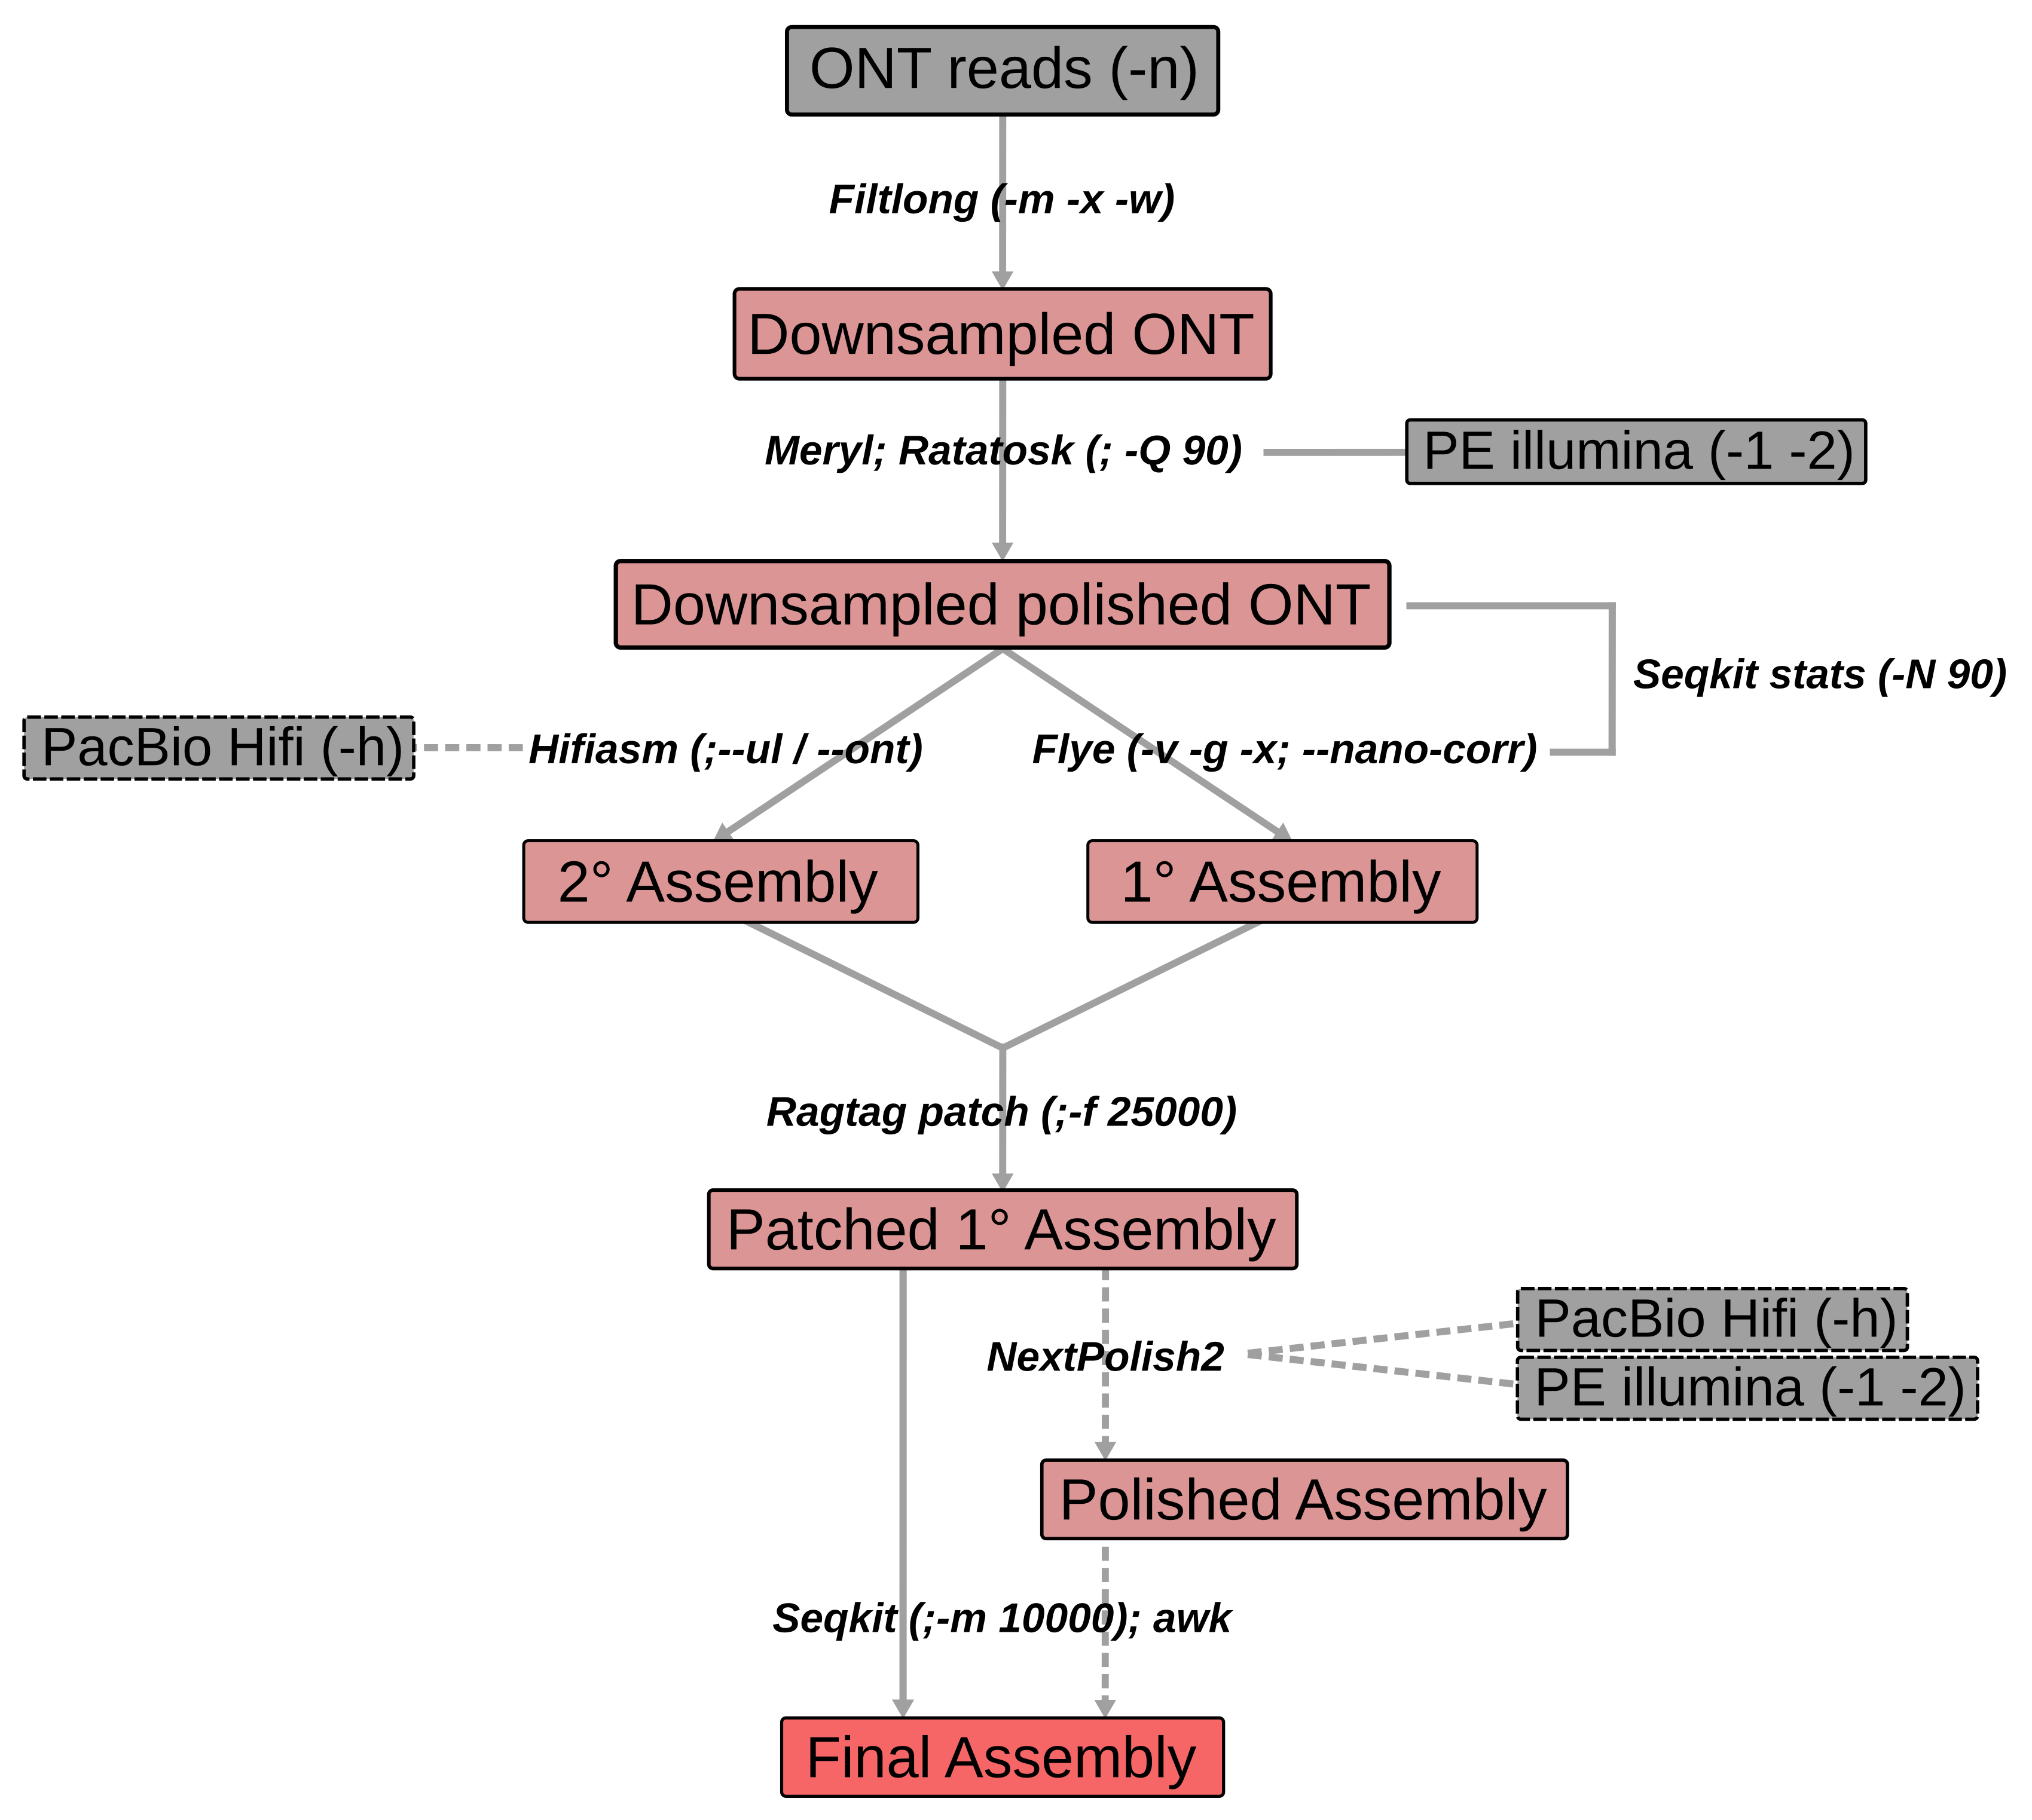 ONT reads (-n)
Filtlong (-m -x -w)
Downsampled ONT
Meryl; Ratatosk (; -Q 90)
PE illumina (-1 -2)
Downsampled polished ONT
Seqkit stats (-N 90)
PacBio Hifi (-h)
Hifiasm (;--ul / --ont)
Flye (-v -g -x; --nano-corr)
2° Assembly
1° Assembly
Ragtag patch (;-f 25000)
Patched 1° Assembly
PacBio Hifi (-h)
NextPolish2
PE illumina (-1 -2)
Polished Assembly
Seqkit (;-m 10000); awk
Final Assembly